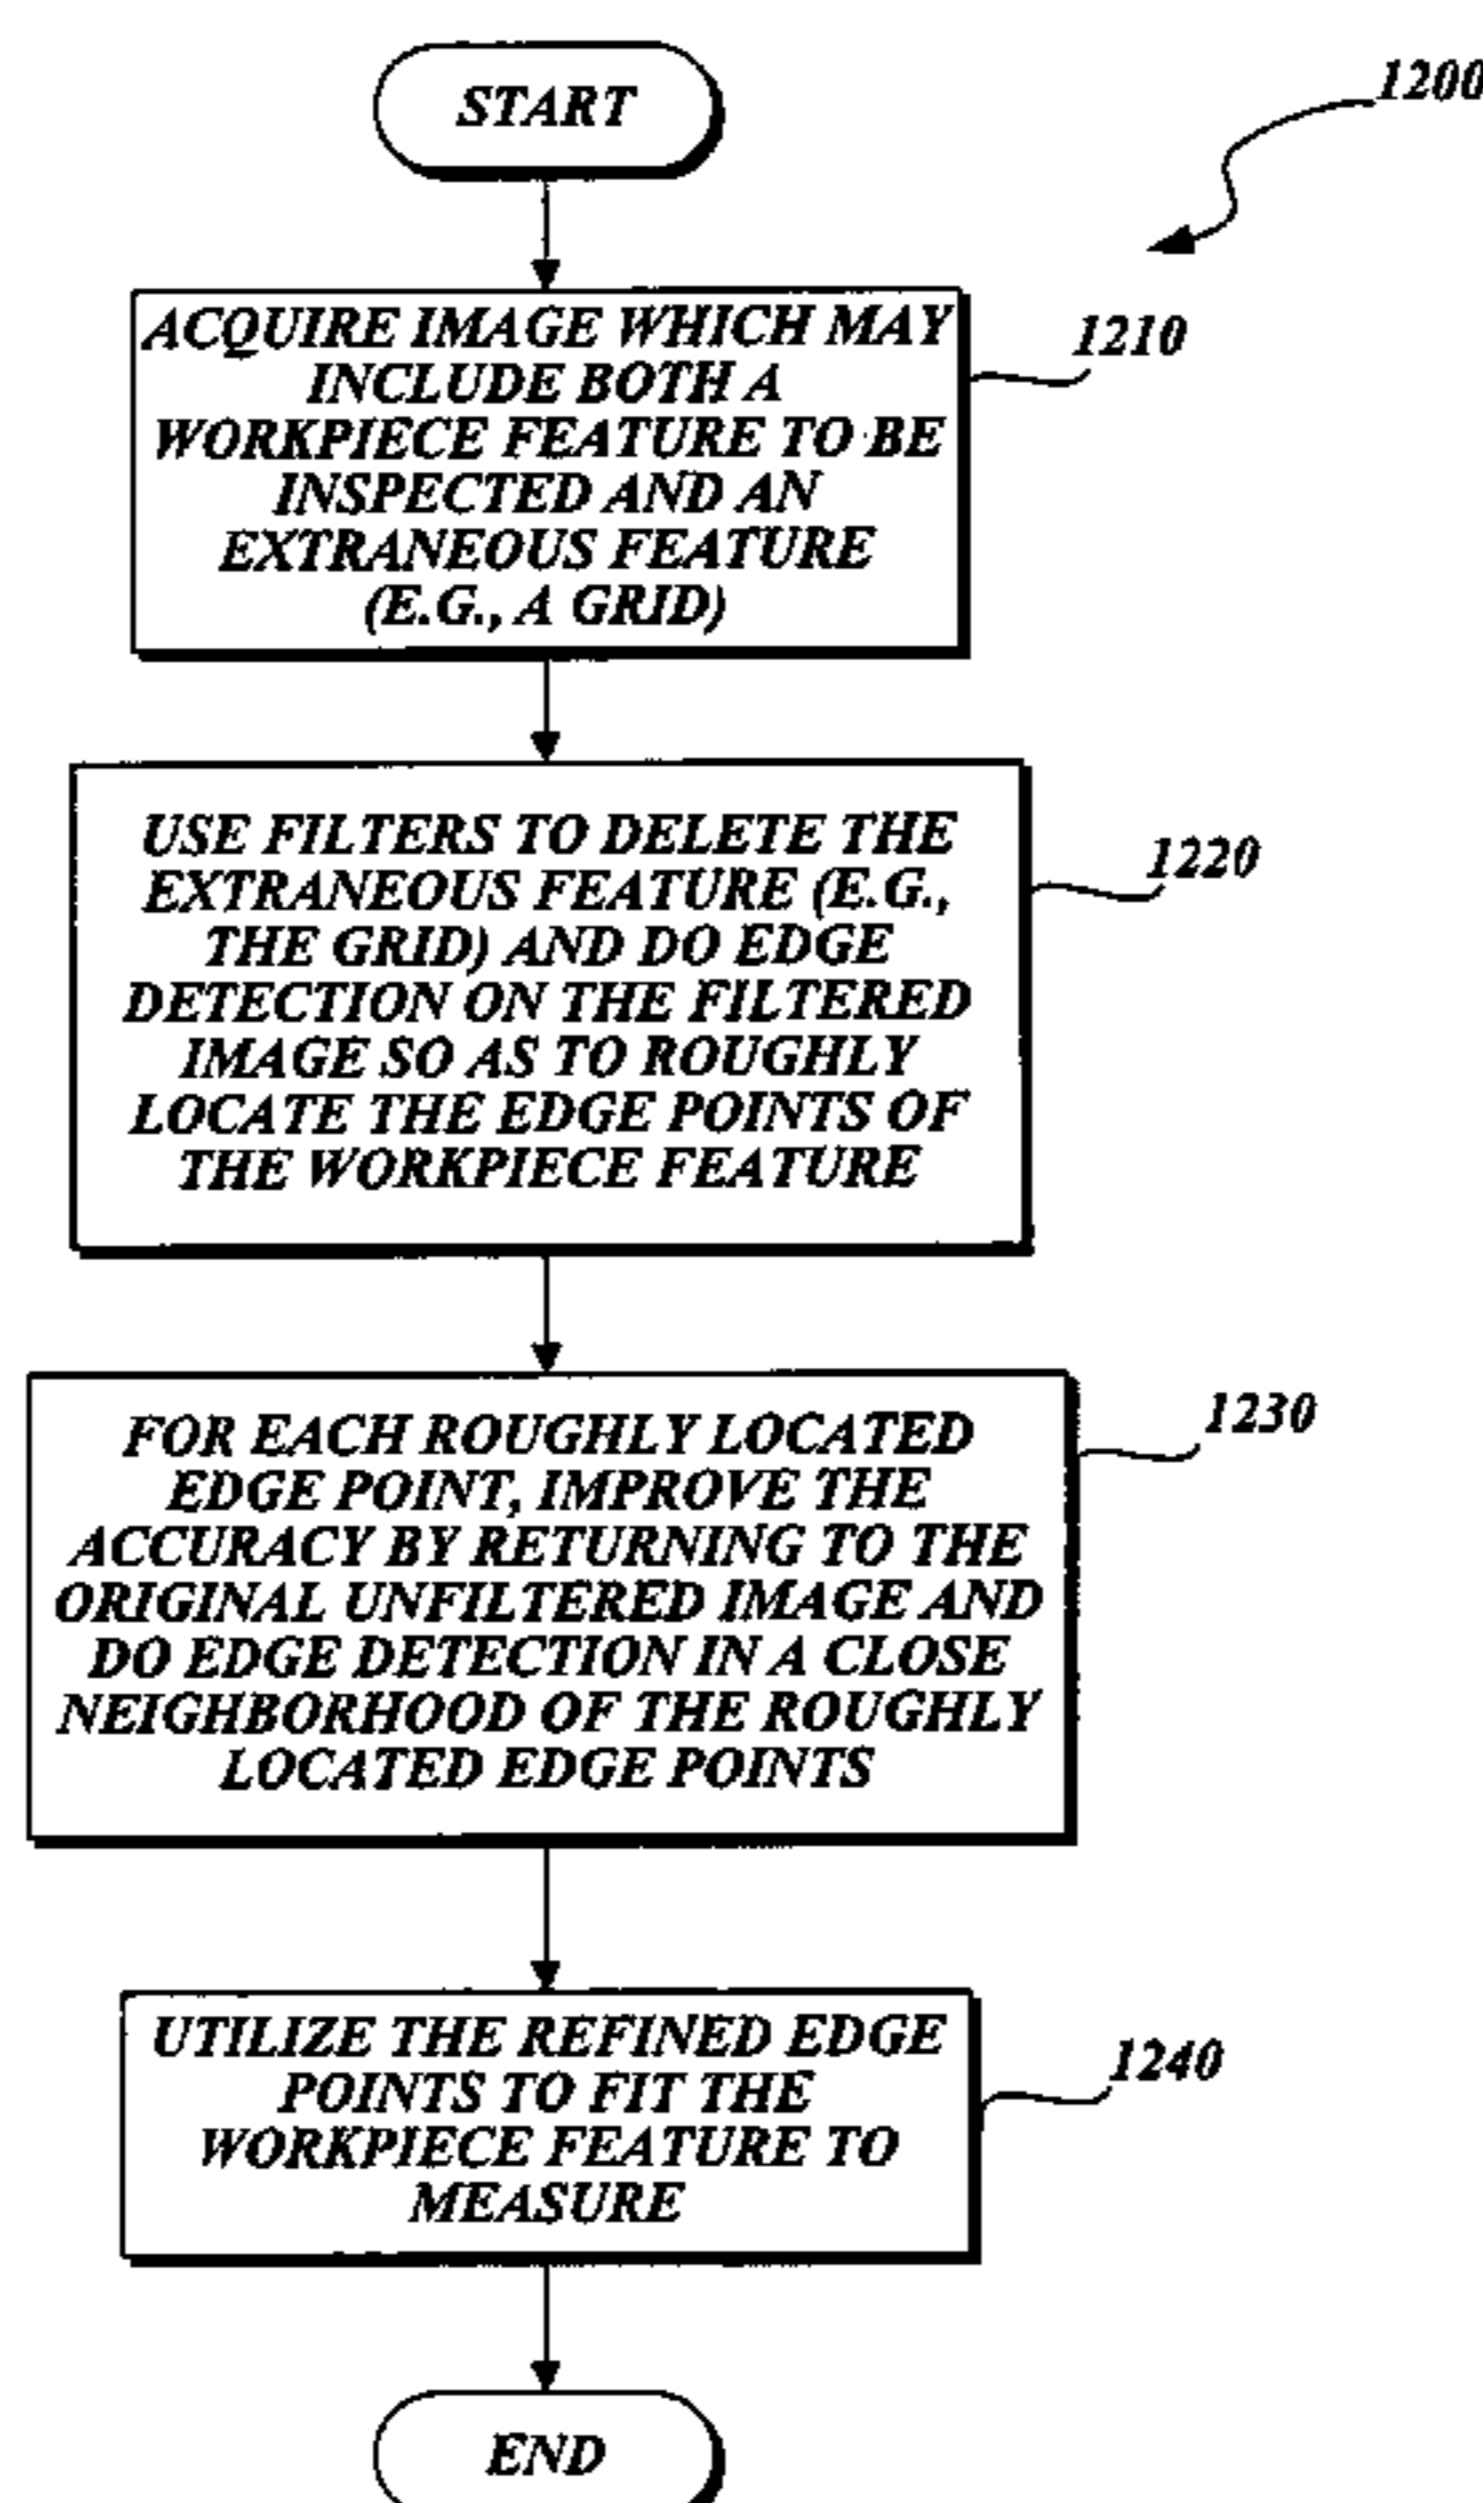 START
1200
ACQUIRE IMAGE WHICH MAY
INCLUDE BOTH A
WORKPIECE FEATURE TO BE
INSPECTED AND AN
EXTRANEOUS FEATURE
(E.G., A GRID)
1210
USE FILTERS TO DELETE THE
EXTRANEOUS FEATURE (E.G.,
THE GRID) AND DO EDGE
DETECTION ON THE FILTERED
IMAGE SO AS TO ROUGHLY
LOCATE THE EDGE POINTS OF
THE WORKPIECE FEATURE
1220
FOR EACH ROUGHLY LOCATED
EDGE POINT, IMPROVE THE
ACCURACY BY RETURNING TO THE
ORIGINAL UNFILTERED IMAGE AND
DO EDGE DETECTION IN A CLOSE
NEIGHBORHOOD OF THE ROUGHLY
LOCATED EDGE POINTS
1230
UTILIZE THE REFINED EDGE
POINTS TO FIT THE
WORKPIECE FEATURE TO
MEASURE
1240
END